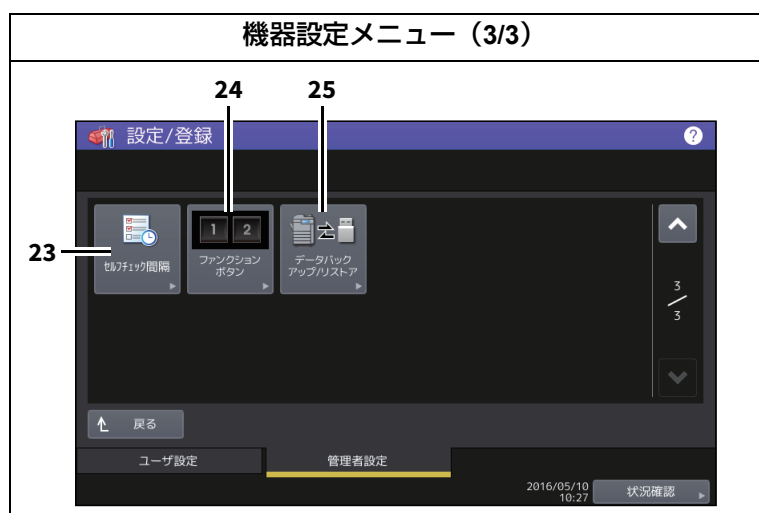 機器設定メニュー（3/3）
24
25
設定/登録
?
23
1 2
セルフチェック間隔
ファンクション
ボタン
データバック
アップ/リストア
3
3
戻る
ユーザ設定
管理者設定
2016/05/10
10:27
状況確認